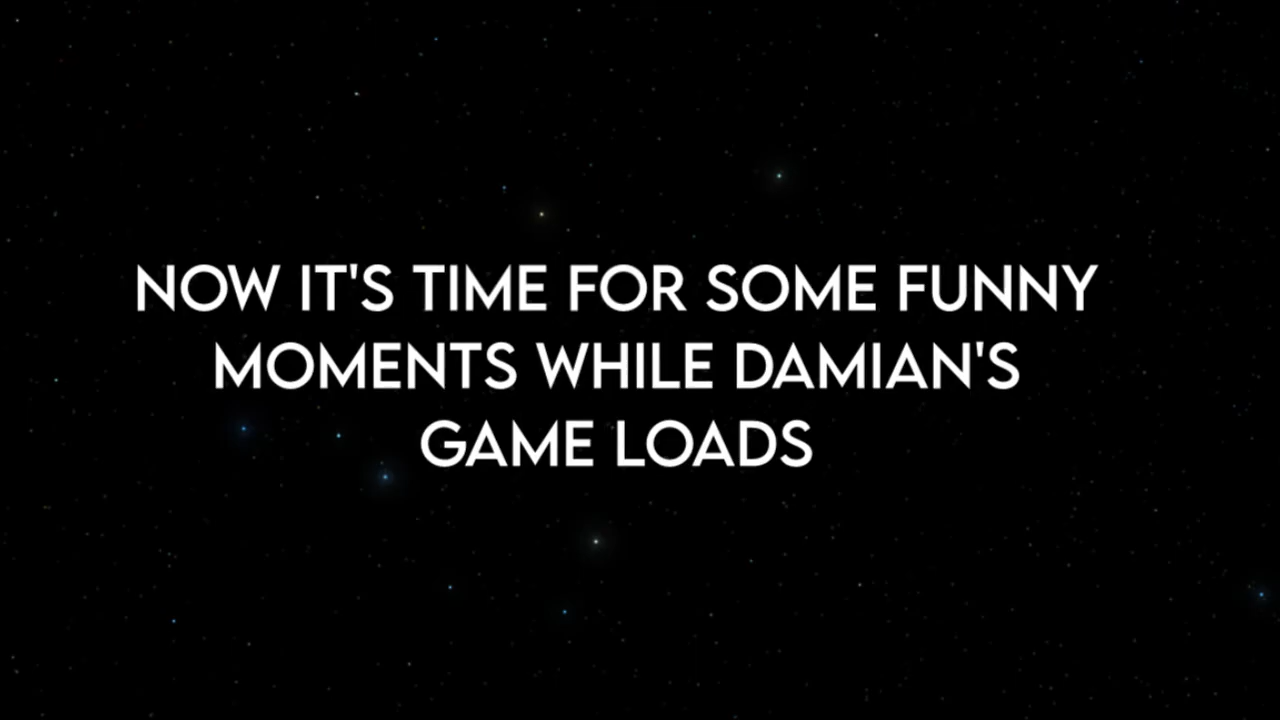 NOW IT'S TIME FOR SOME FUNNY
MOMENTS WHILE DAMIAN'S
GAME LOADS